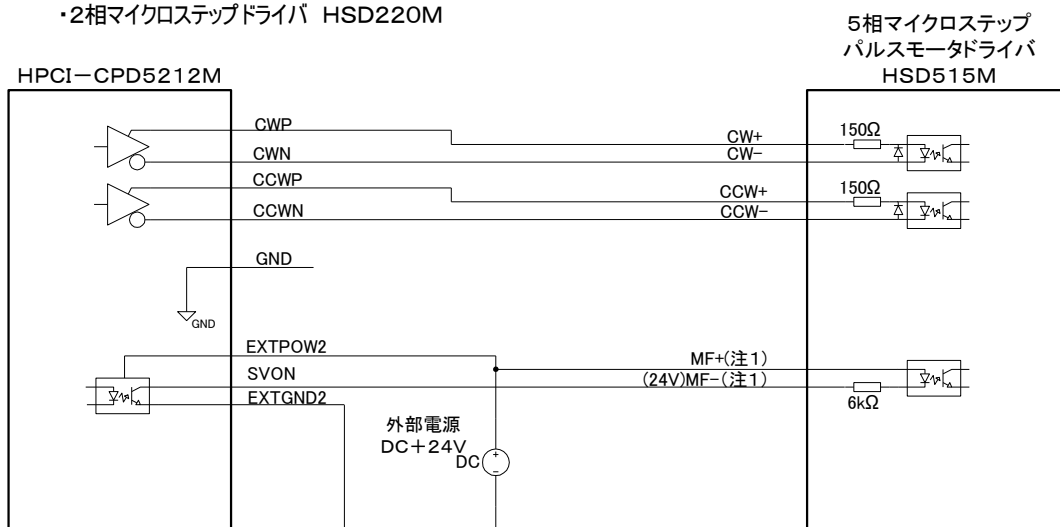 ・2相マイクロステップドライバ HSD220M
5相マイクロステップ
パルスモータドライバ
HSD515M
HPCI－CPD5212M
CWP
CWN
CCWP
CCWN
GND
GND
CW+
CW-
CCW+
CCW-
150Ω
150Ω
EXTPOW2
SVON
EXTGND2
MF+(注1)
(24V)MF-(注1)
6kΩ
外部電源
DC＋24V
DC
+
-